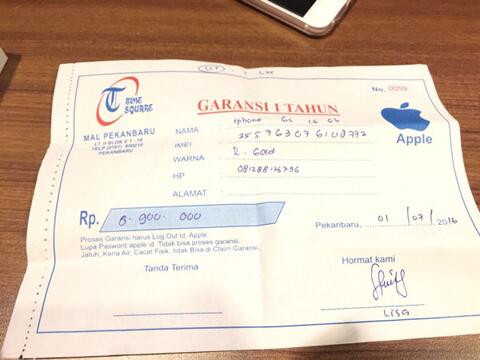 No. 0009
TIME
SQUARE
GARANSI 1 TAHUN
Apple
MAL PEKANBARU
PEKANBARU
NAMA iphone 6s 16 Gb
IMEI 355763076108772
WARNA R. Gold
HP 081288126796
ALAMAT :
Rp. 6.900.000
Pekanbaru, 01 / 07 / 2016
Proses Garansi harus Log Out Id. Apple.
Lupa Pasword apple id. Tidak bisa proses garansi.
Jatuh, Kena Air, Cacat Fisik, tidak Bisa di Claim Garansi.
Tanda Terima
Hormat kami
Lisa